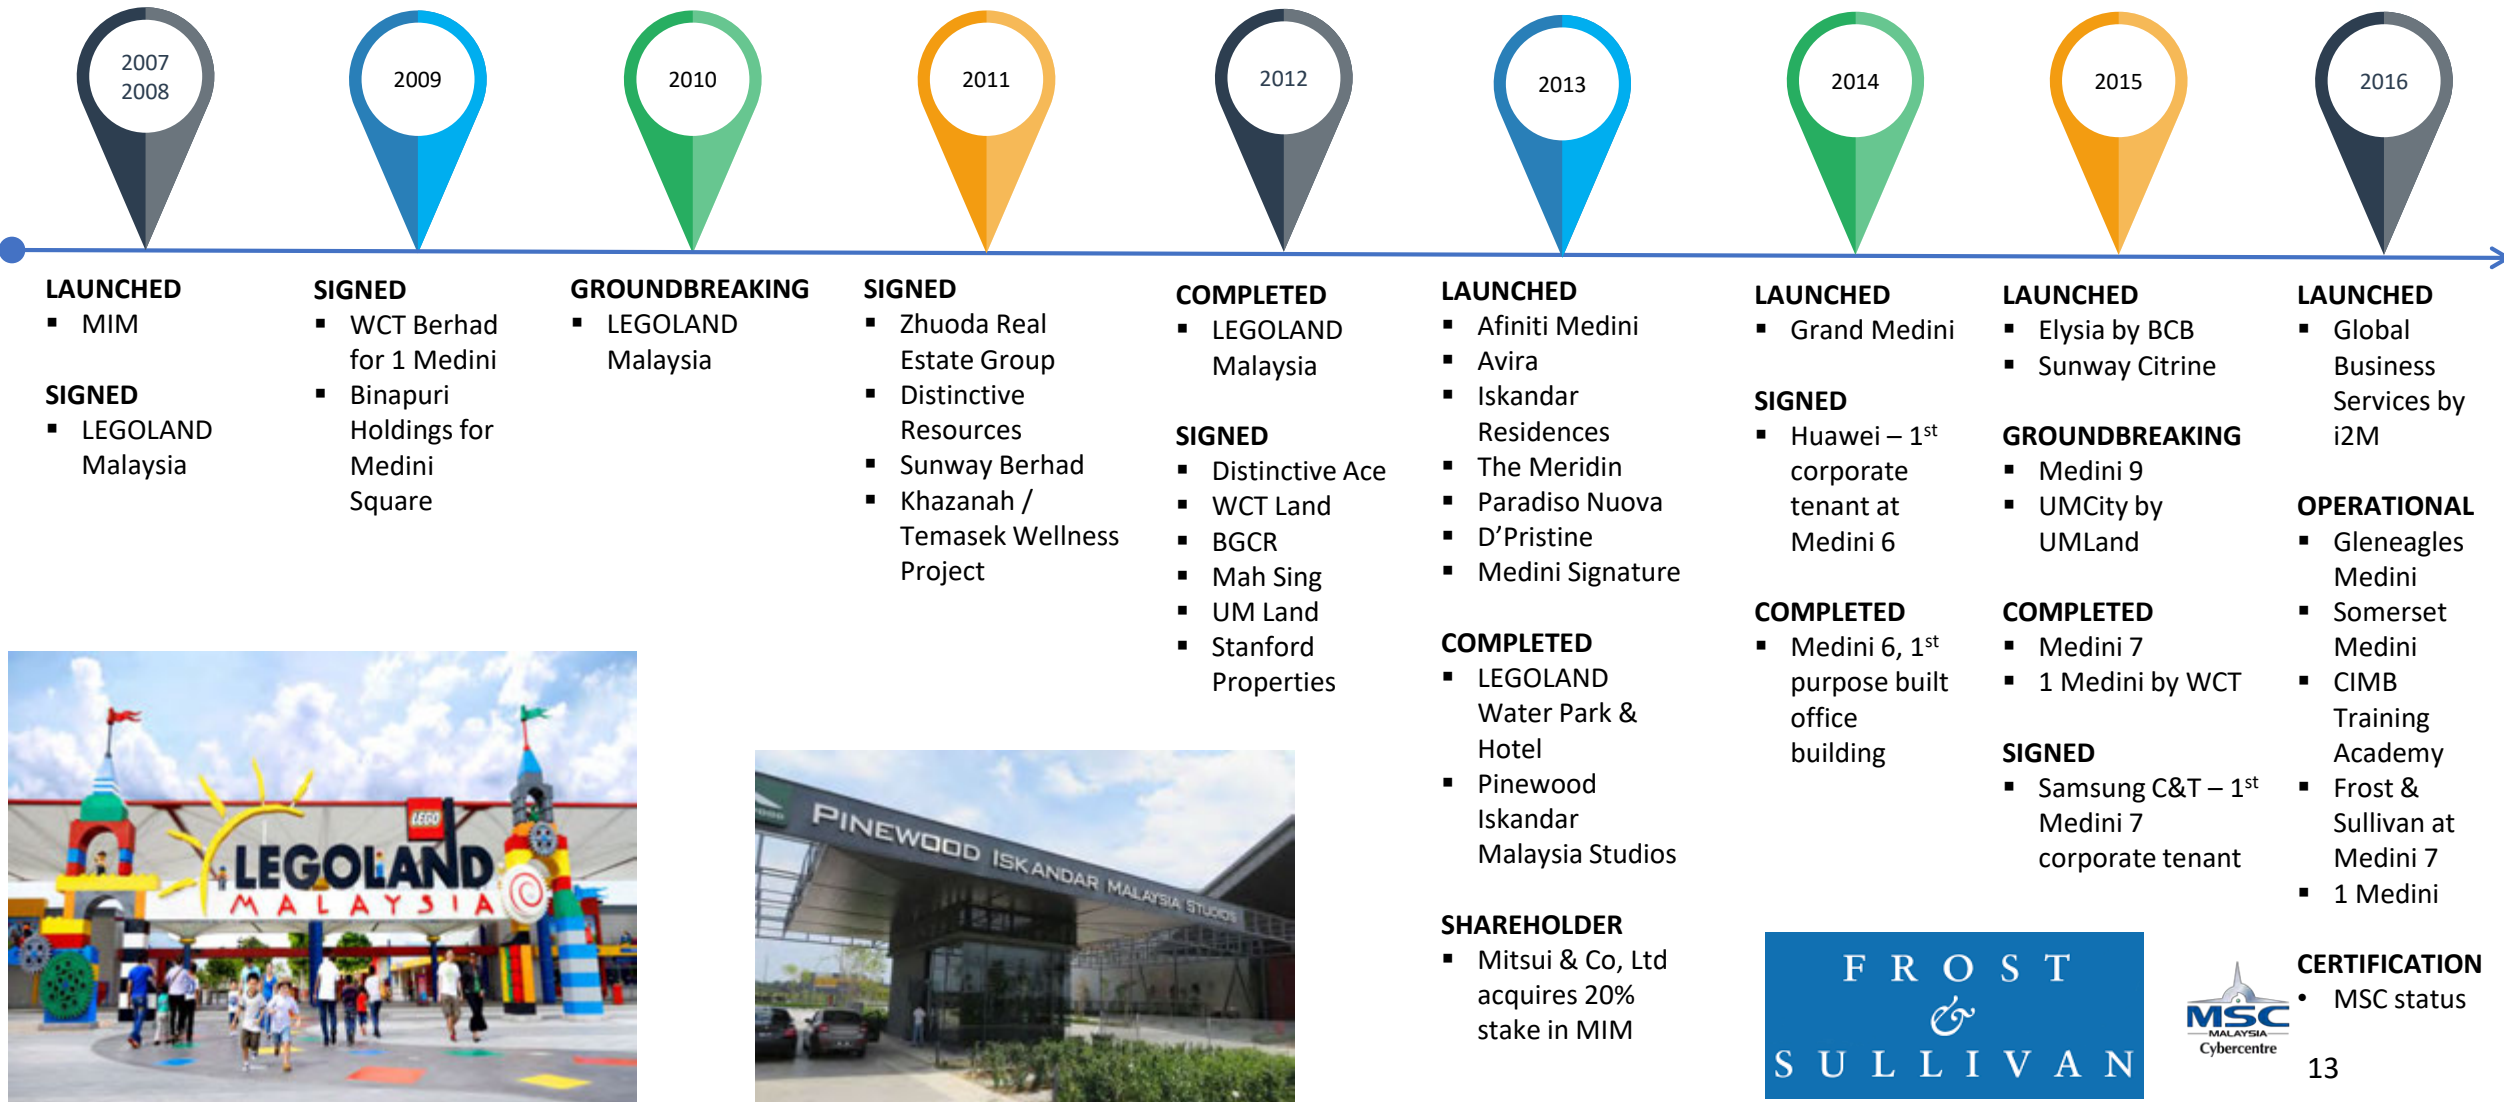 2007
2008
2009
2010
2011
2012
2013
2014
2015
2016
LAUNCHED
▪ MIM
SIGNED
▪ LEGOLAND
Malaysia
SIGNED
▪ WCT Berhad
for 1 Medini
▪ Binapuri
Holdings for
Medini
Square
GROUNDBREAKING
▪ LEGOLAND
Malaysia
SIGNED
▪ Zhuoda Real
Estate Group
▪ Distinctive
Resources
▪ Sunway Berhad
▪ Khazanah /
Temasek Wellness
Project
COMPLETED
▪ LEGOLAND
Malaysia
SIGNED
▪ Distinctive Ace
▪ WCT Land
▪ BGCR
▪ Mah Sing
▪ UM Land
▪ Stanford
Properties
LAUNCHED
▪ Afiniti Medini
▪ Avira
▪ Iskandar
Residences
▪ The Meridin
▪ Paradiso Nuova
▪ D’Pristine
▪ Medini Signature
COMPLETED
▪ LEGOLAND
Water Park &
Hotel
▪ Pinewood
Iskandar
Malaysia Studios
SHAREHOLDER
▪ Mitsui & Co, Ltd
acquires 20%
stake in MIM
LAUNCHED
▪ Grand Medini
SIGNED
▪ Huawei – 1st
corporate
tenant at
Medini 6
COMPLETED
▪ Medini 6, 1st
purpose built
office
building
LAUNCHED
▪ Elysia by BCB
▪ Sunway Citrine
GROUNDBREAKING
▪ Medini 9
▪ UMCity by
UMLand
COMPLETED
▪ Medini 7
▪ 1 Medini by WCT
SIGNED
▪ Samsung C&T – 1st
Medini 7
corporate tenant
LAUNCHED
▪ Global
Business
Services by
i2M
OPERATIONAL
▪ Gleneagles
Medini
▪ Somerset
Medini
▪ CIMB
Training
Academy
▪ Frost &
Sullivan at
Medini 7
▪ 1 Medini
CERTIFICATION
• MSC status
LEGO
LEGOLAND
MALAYSIA
PINEWOOD ISKANDAR MALAYSIA STUDIOS
FROST
&
SULLIVAN
MSC
MALAYSIA
Cybercentre
13